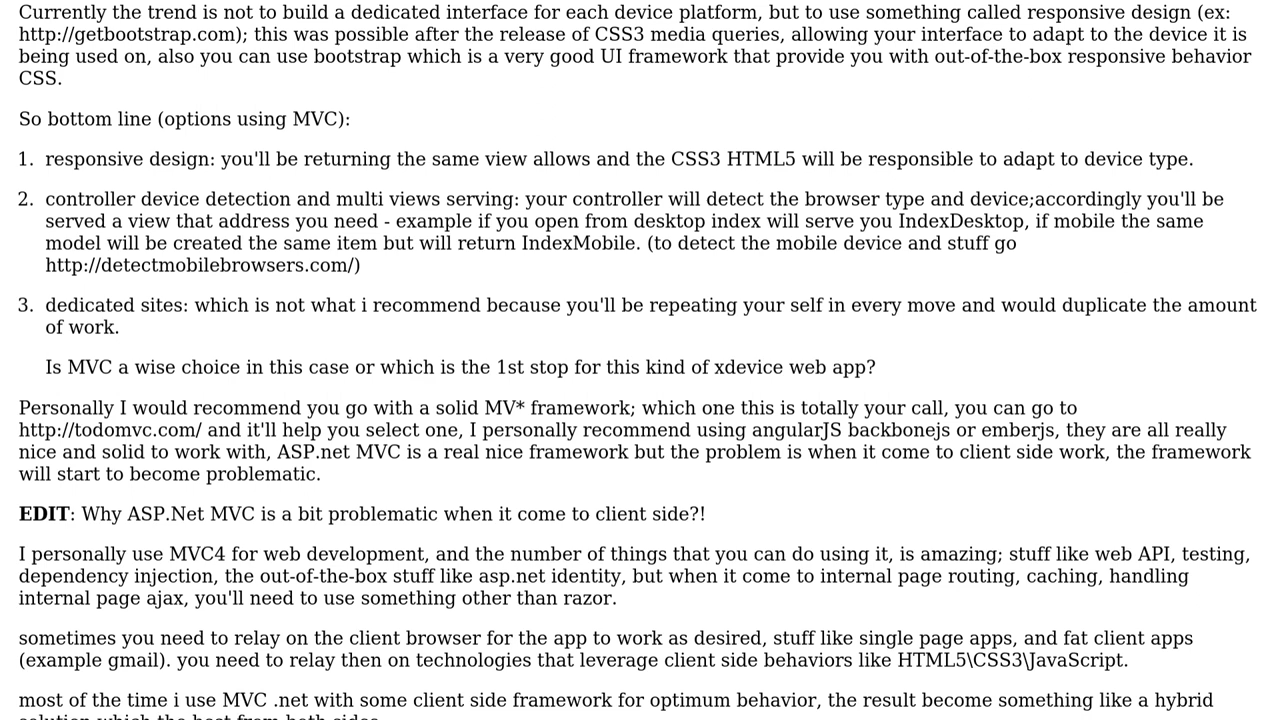 Currently the trend is not to build a dedicated interface for each device platform, but to use something called responsive design (ex:
http://getbootstrap.com); this was possible after the release of CSS3 media queries, allowing your interface to adapt to the device it is
being used on, also you can use bootstrap which is a very good UI framework that provide you with out-of-the-box responsive behavior
CSS.
So bottom line (options using MVC):
1. responsive design: you'll be returning the same view allows and the CSS3 HTML5 will be responsible to adapt to device type.
2. controller device detection and multi views serving: your controller will detect the browser type and device;accordingly you'll be
served a view that address you need - example if you open from desktop index will serve you IndexDesktop, if mobile the same
model will be created the same item but will return IndexMobile. (to detect the mobile device and stuff go
http://detectmobilebrowsers.com/)
3. dedicated sites: which is not what i recommend because you'll be repeating your self in every move and would duplicate the amount
of work.
Is MVC a wise choice in this case or which is the 1st stop for this kind of xdevice web app?
Personally I would recommend you go with a solid MV* framework; which one this is totally your call, you can go to
http://todomvc.com/ and it'll help you select one, I personally recommend using angularJS backbonejs or emberjs, they are all really
nice and solid to work with, ASP.net MVC is a real nice framework but the problem is when it come to client side work, the framework
will start to become problematic.
EDIT: Why ASP.Net MVC is a bit problematic when it come to client side?!
I personally use MVC4 for web development, and the number of things that you can do using it, is amazing; stuff like web API, testing,
dependency injection, the out-of-the-box stuff like asp.net identity, but when it come to internal page routing, caching, handling
internal page ajax, you'll need to use something other than razor.
sometimes you need to relay on the client browser for the app to work as desired, stuff like single page apps, and fat client apps
(example gmail). you need to relay then on technologies that leverage client side behaviors like HTML5\CSS3\JavaScript.
most of the time i use MVC .net with some client side framework for optimum behavior, the result become something like a hybrid
solution which the best from both sides